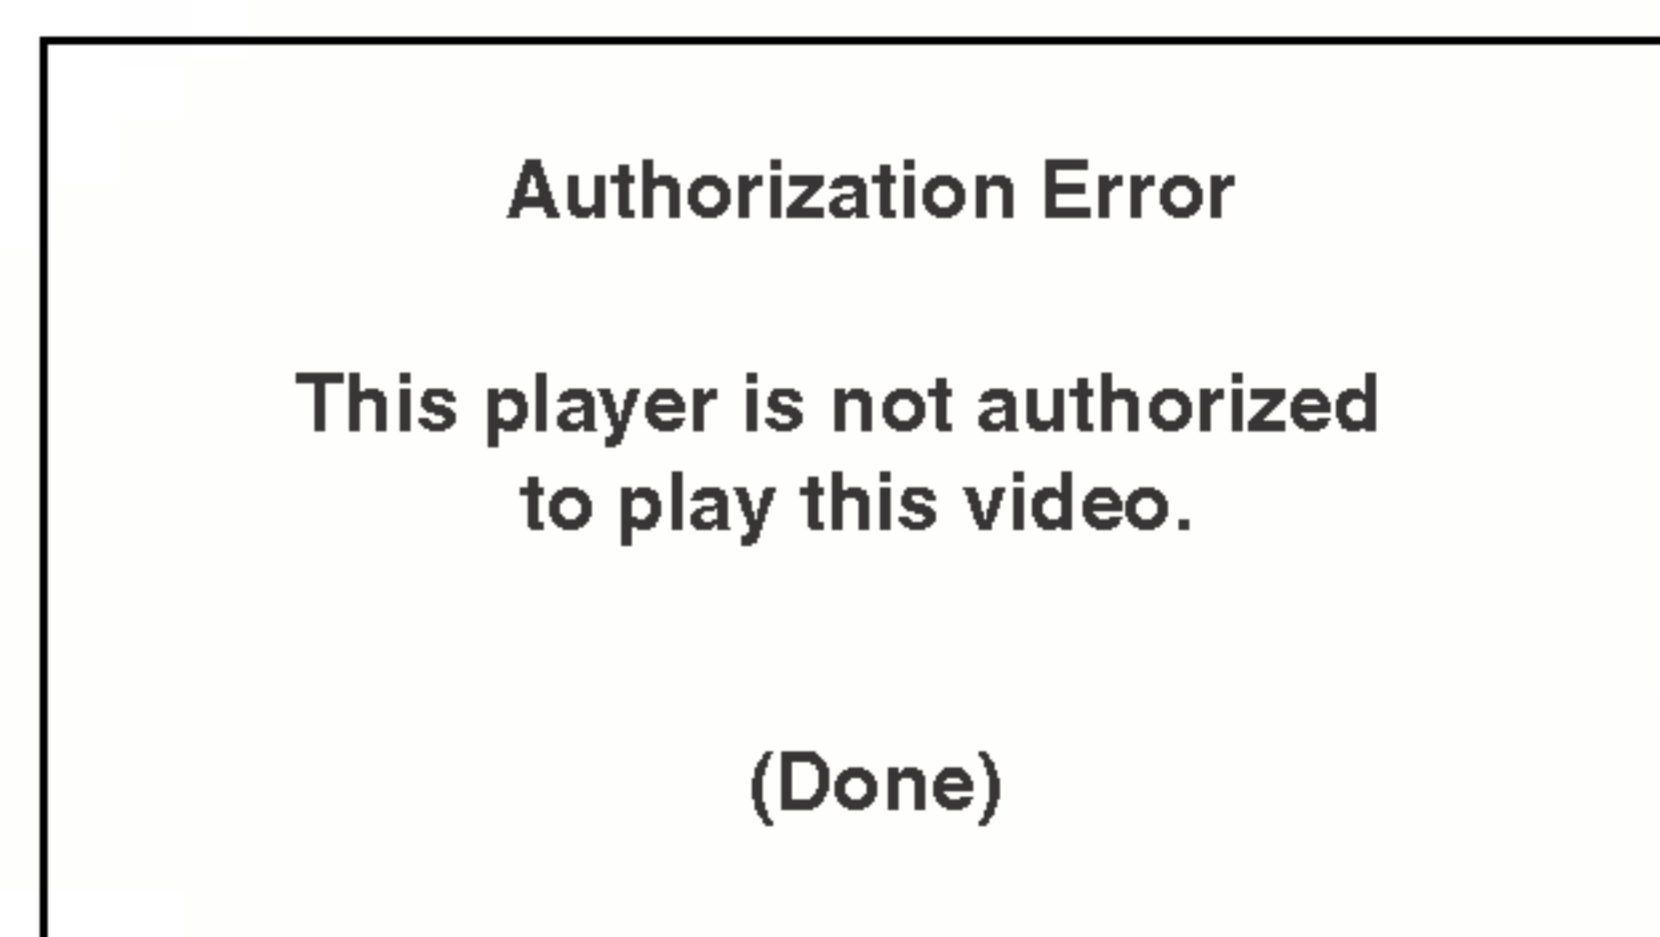 Authorization Error
This player is not authorized
to play this video.
(Done)